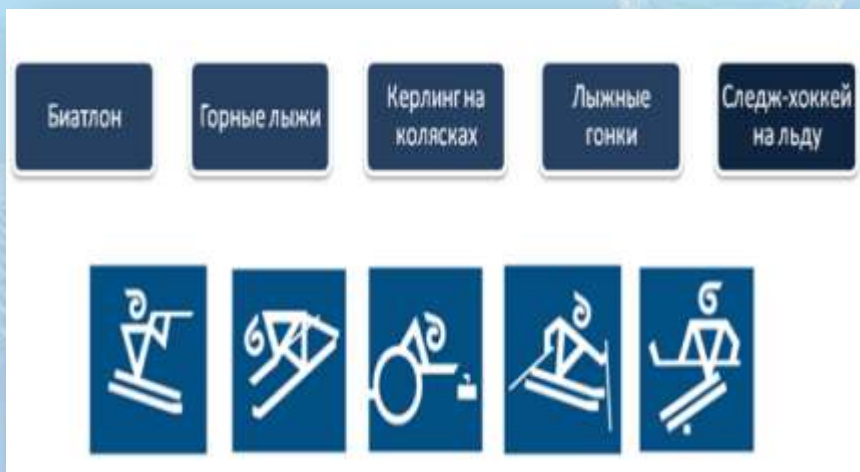 Биатлон
Горные лыжи
Керлинг на
колясках
Лыжные
гонки
Следж-хоккей
на льду